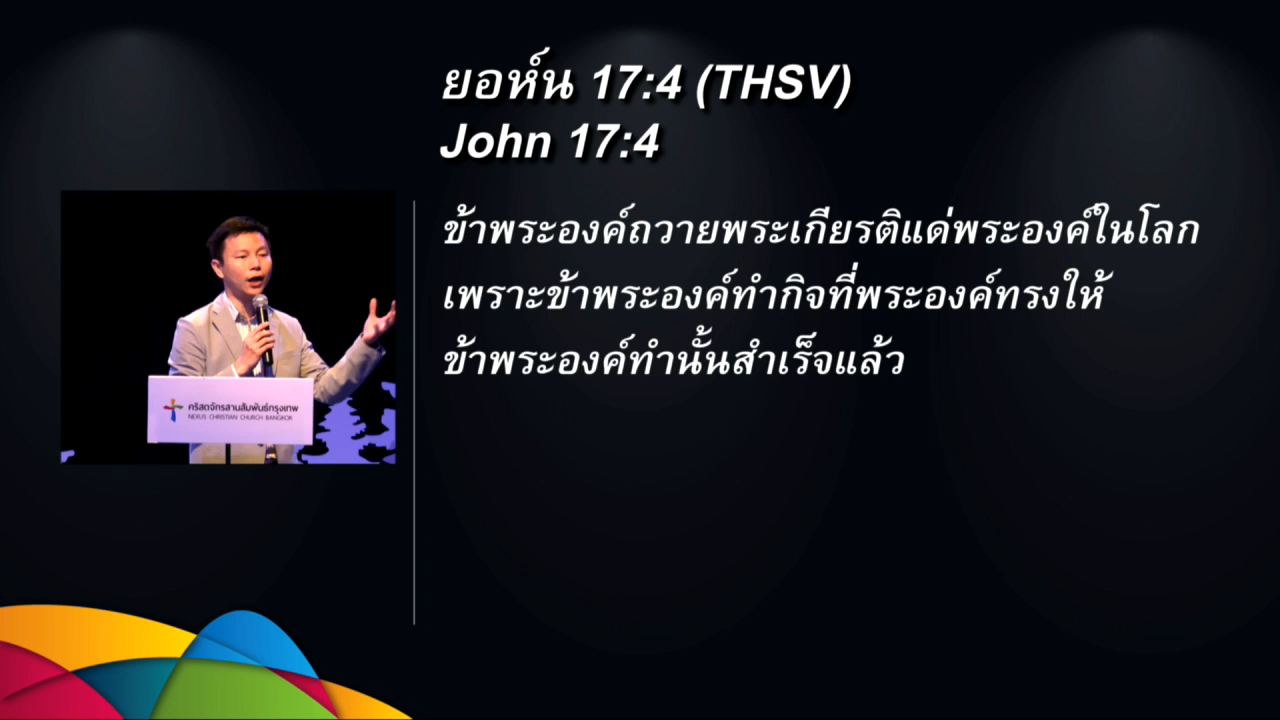 ยอห์น 17:4 (THSV)
John 17:4
ข้าพระองค์ถวายพระเกียรติแด่พระองค์ในโลก
เพราะข้าพระองค์ทำกิจที่พระองค์ทรงให้
ข้าพระองค์ทำนั้นสำเร็จแล้ว
คริสตจักรสานสัมพันธ์กรุงเทพ
NEXUS CHRISTIAN CHURCH BANGKOK